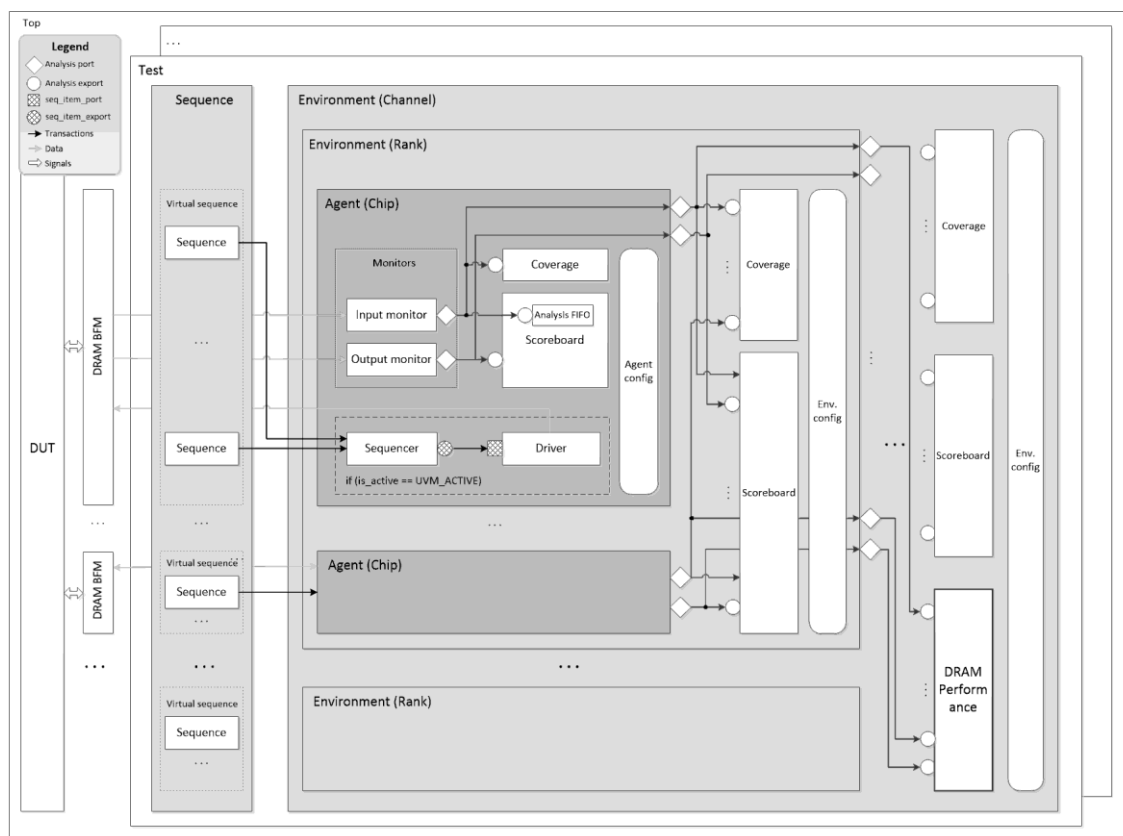 Top
Legend
Analysis port
Analysis export
seq_item_port
seq_item_export
Transactions
Data
Signals
...
Test
Sequence
Virtual sequence
Sequence
...
Sequence
...
Virtual sequence
...
Sequence
...
...
Virtual sequence
Sequence
...
DUT
DRAM BFM
...
DRAM BFM
...
Environment (Channel)
Environment (Rank)
Agent (Chip)
Monitors
Input monitor
Output monitor
Coverage
Analysis FIFO
Scoreboard
Agent
config
Sequencer
Driver
if (is_active == UVM_ACTIVE)
...
Agent (Chip)
...
Coverage
...
Scoreboard
Env.
config
...
Environment (Rank)
...
...
...
Coverage
...
Scoreboard
...
DRAM
Perform
ance
Env.
config